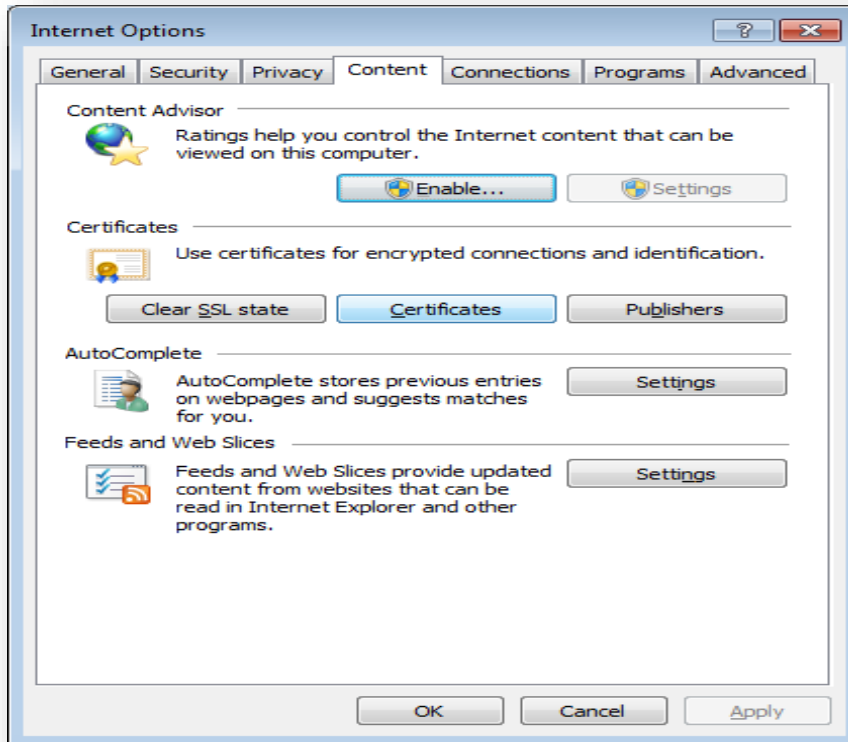 Internet Options
General Security Privacy Content Connections Programs Advanced
Content Advisor
Ratings help you control the Internet content that can be
viewed on this computer.
Enable... Settings
Certificates
Use certificates for encrypted connections and identification.
Clear SSL state Certificates Publishers
AutoComplete
AutoComplete stores previous entries
on webpages and suggests matches
for you.
Settings
Feeds and Web Slices
Feeds and Web Slices provide updated
content from websites that can be
read in Internet Explorer and other
programs.
Settings
OK Cancel Apply